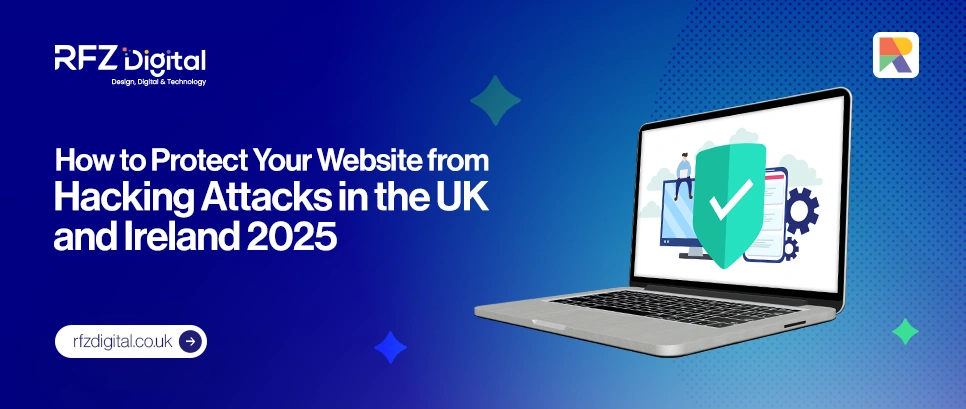 RFZ Digital
Design, Digital & Technology
How to Protect Your Website from
Hacking Attacks in the UK
and Ireland 2025
rfzdigital.co.uk